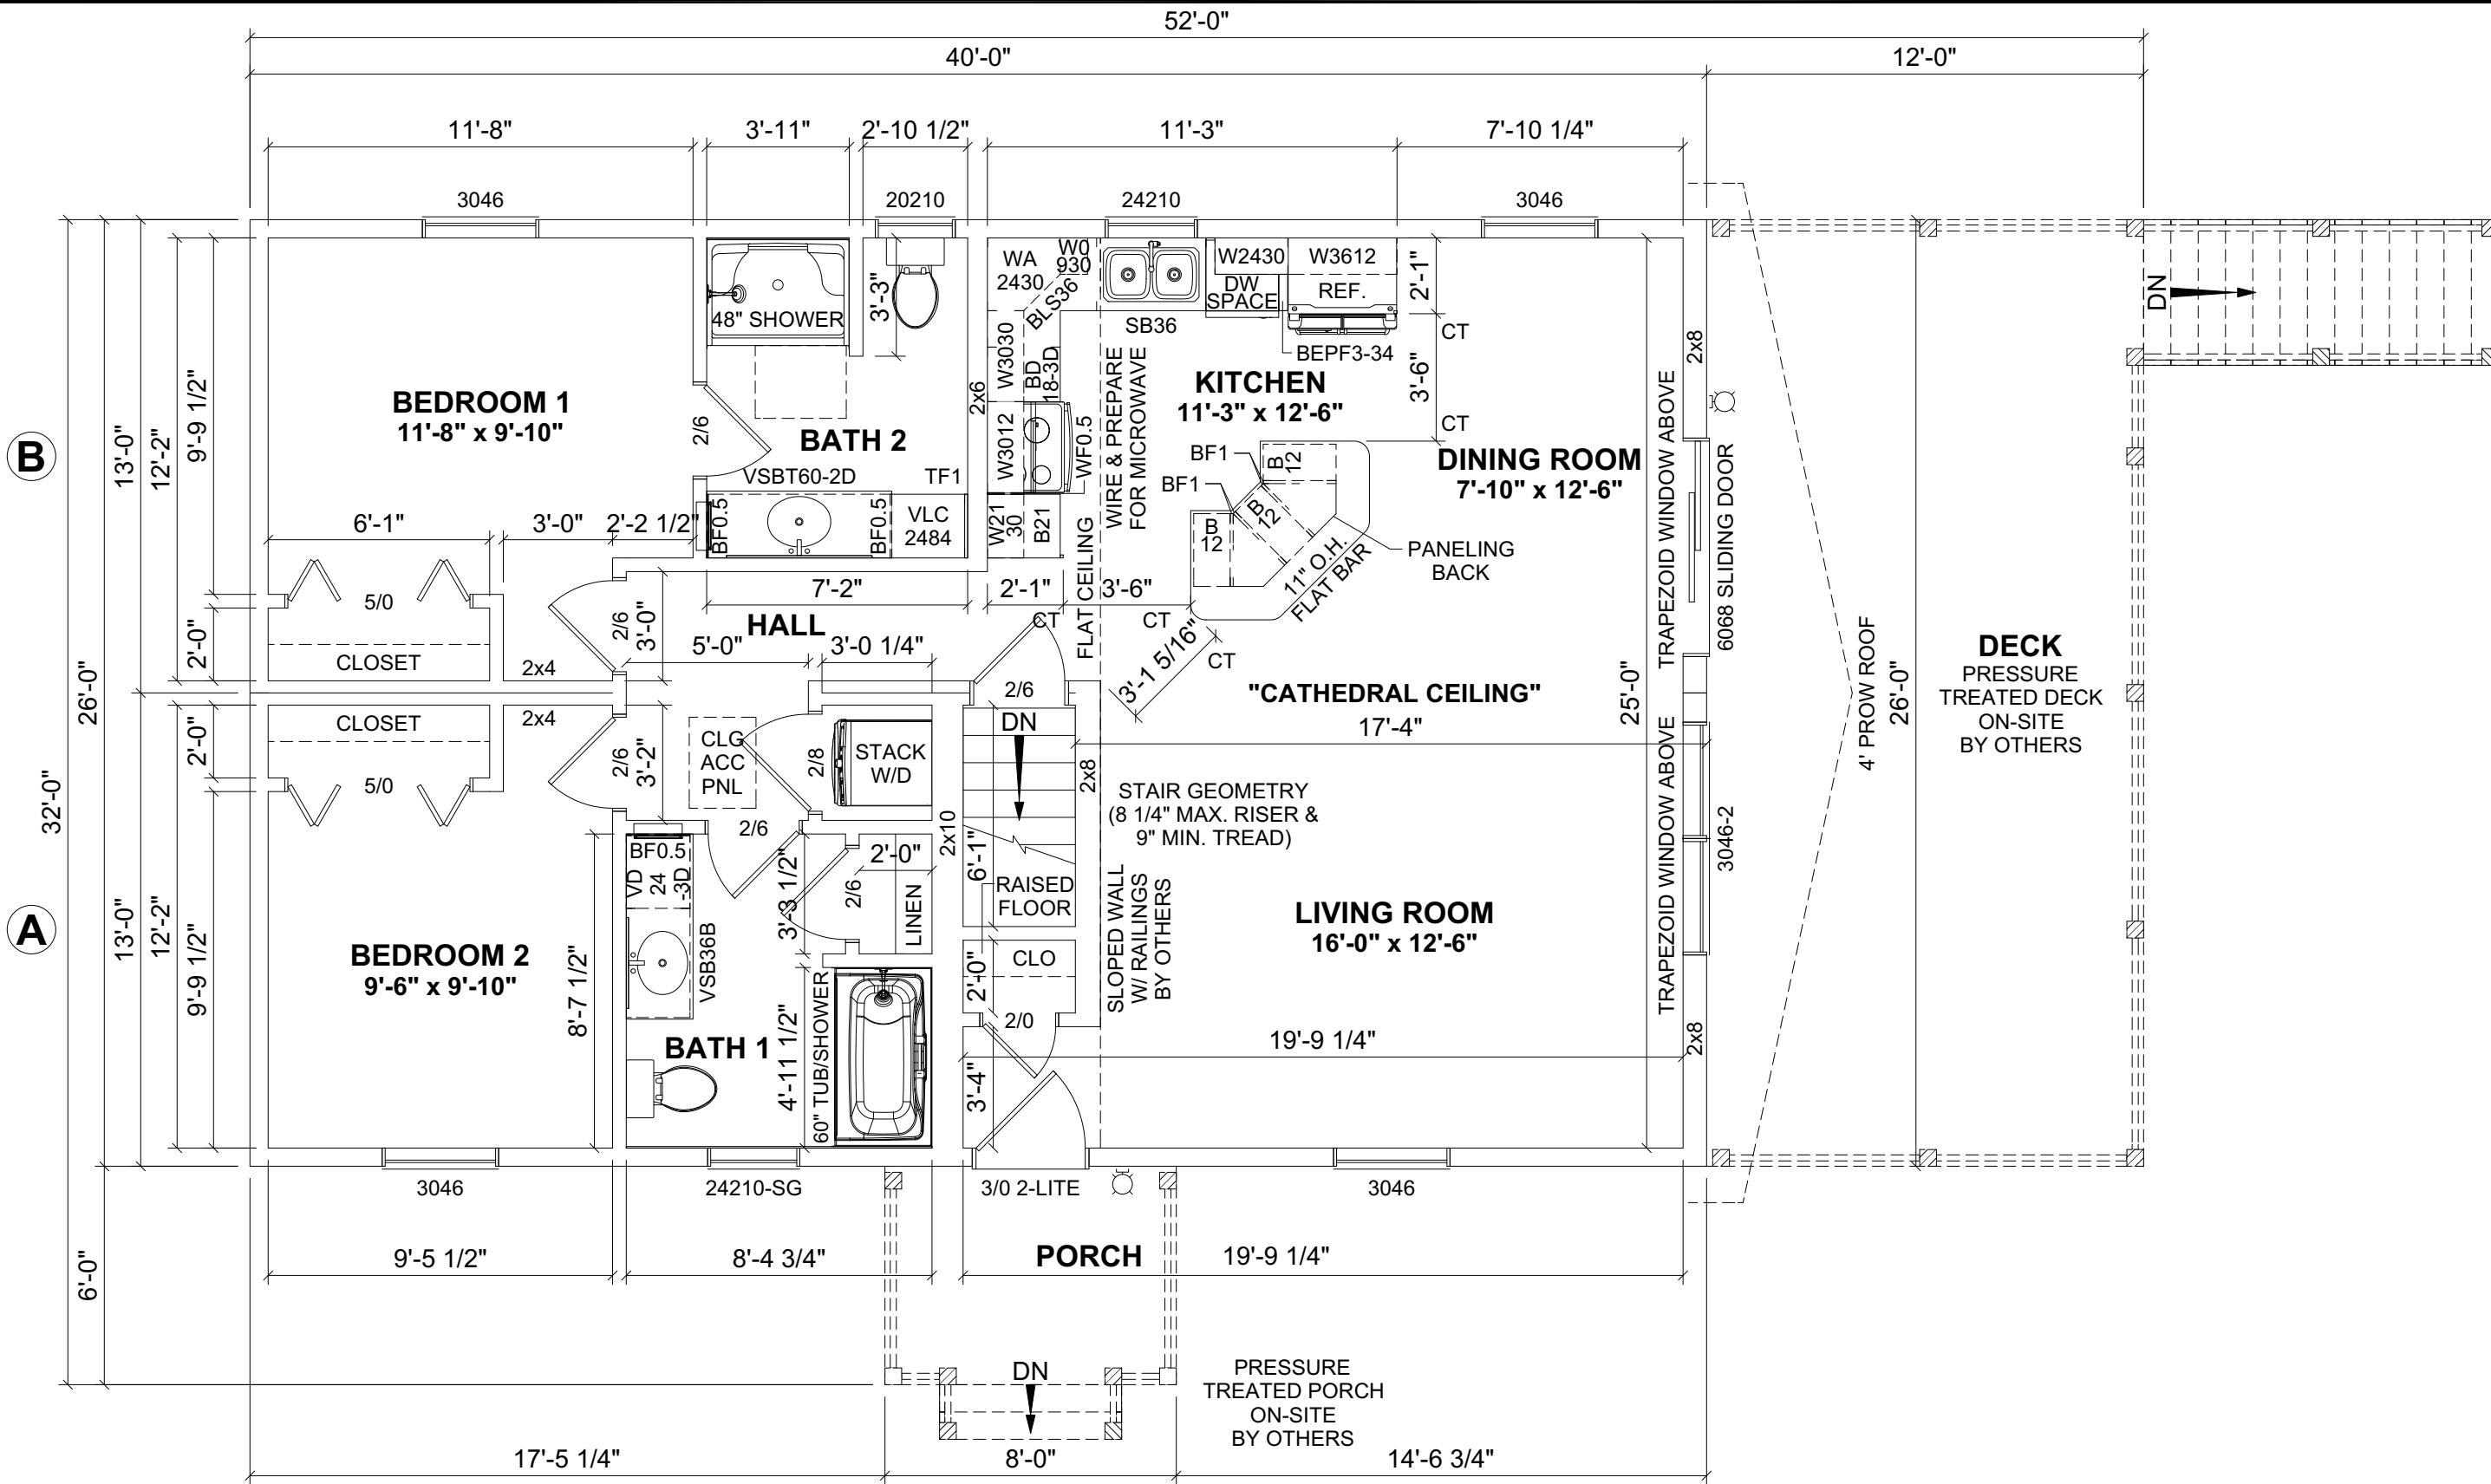 52'-0"
40'-0"
12'-0"
11'-8"
3'-11"
2'-10 1/2"
11'-3"
7'-10 1/4"
3046
20210
24210
3046
WA
2430
W0
930
W2430
W3612
DW
SPACE
REF.
2'-1"
DN
48" SHOWER
3'-3"
BLS36
SB36
CT
BEPF3-34
2x8
W3030
BD
18-3D
WIRE & PREPARE
FOR MICROWAVE
3'-6"
CT
KITCHEN
11'-3" x 12'-6"
BEDROOM 1
11'-8" x 9'-10"
9'-9 1/2"
12'-2"
13'-0"
B
2/6
BATH 2
2x6
W3012
WF0.5
BF1
B
12
BF1
B
12
B
12
DINING ROOM
7'-10" x 12'-6"
TRAPEZOID WINDOW ABOVE
6068 SLIDING DOOR
VSBT60-2D
TF1
BF0.5
BF0.5
VLC
2484
W21
30
B21
6'-1"
3'-0"
2'-2 1/2"
PANELING
BACK
11" O.H.
FLAT BAR
FLAT CEILING
5/0
7'-2"
2'-1"
3'-6"
CT
CT
CT
3'-1 5/16"
HALL
2/6
3'-0"
5'-0"
3'-0 1/4"
2'-0"
CLOSET
2x4
26'-0"
32'-0"
2/6
"CATHEDRAL CEILING"
17'-4"
25'-0"
4' PROW ROOF
26'-0"
DECK
PRESSURE
TREATED DECK
ON-SITE
BY OTHERS
CLOSET
2x4
2'-0"
5/0
2/6
3'-2"
CLG
ACC
PNL
2/8
STACK
W/D
DN
2x8
STAIR GEOMETRY
(8 1/4" MAX. RISER &
9" MIN. TREAD)
TRAPEZOID WINDOW ABOVE
3046-2
2/6
2x10
6'-1"
BF0.5
VD
24
-3D
3'-3 1/2"
2'-0"
2/6
LINEN
RAISED
FLOOR
SLOPED WALL
W/ RAILINGS
BY OTHERS
LIVING ROOM
16'-0" x 12'-6"
A
13'-0"
12'-2"
9'-9 1/2"
BEDROOM 2
9'-6" x 9'-10"
8'-7 1/2"
VSB36B
2'-0"
CLO
2/0
BATH 1
4'-11 1/2"
60" TUB/SHOWER
3'-4"
19'-9 1/4"
2x8
3046
24210-SG
3/0 2-LITE
3046
6'-0"
9'-5 1/2"
8'-4 3/4"
PORCH
19'-9 1/4"
DN
PRESSURE
TREATED PORCH
ON-SITE
BY OTHERS
17'-5 1/4"
8'-0"
14'-6 3/4"